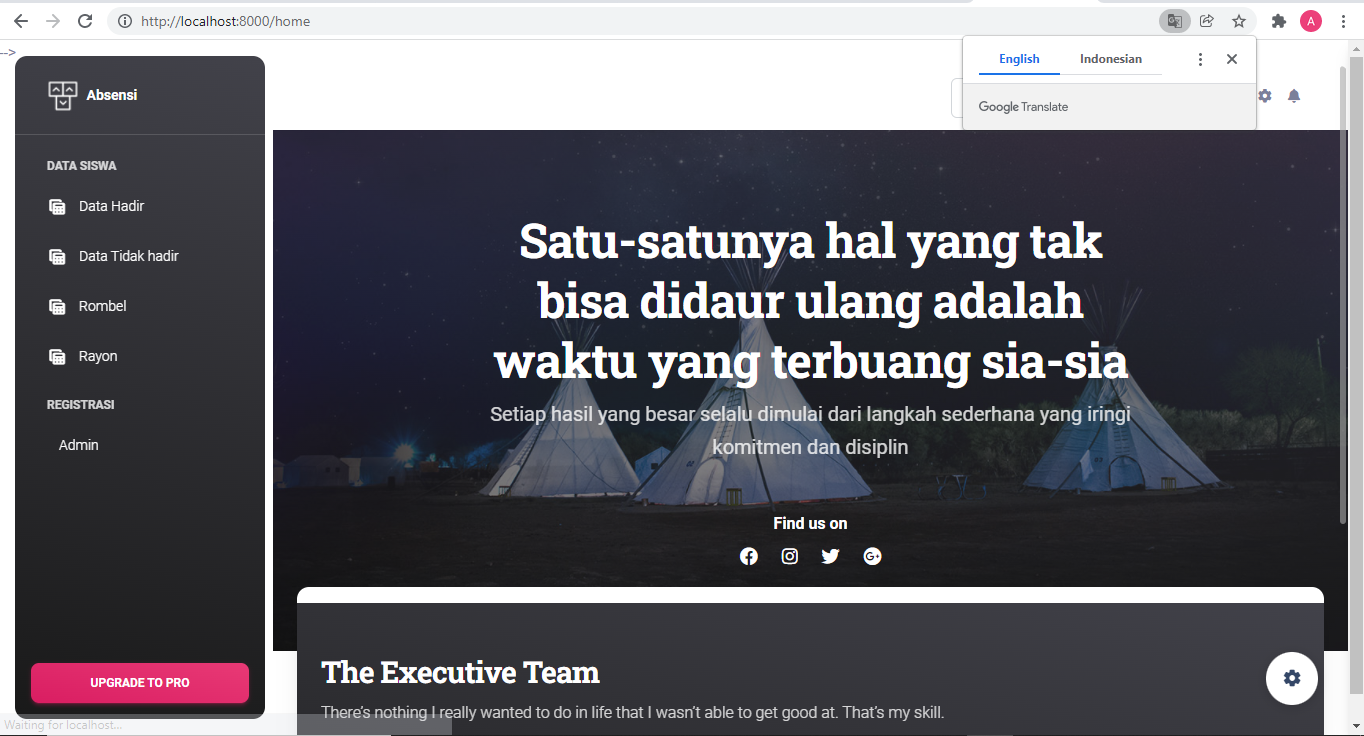 http://localhost:8000/home
A
-->
English Indonesian
Google Translate
Absensi
DATA SISWA
Data Hadir
Data Tidak hadir
Rombel
Rayon
REGISTRASI
Admin
UPGRADE TO PRO
Satu-satunya hal yang tak
bisa didaur ulang adalah
waktu yang terbuang sia-sia
Setiap hasil yang besar selalu dimulai dari langkah sederhana yang iringi
komitmen dan disiplin
Find us on
G+
The Executive Team
There's nothing I really wanted to do in life that I wasn't able to get good at. That's my skill.
Waiting for localhost...